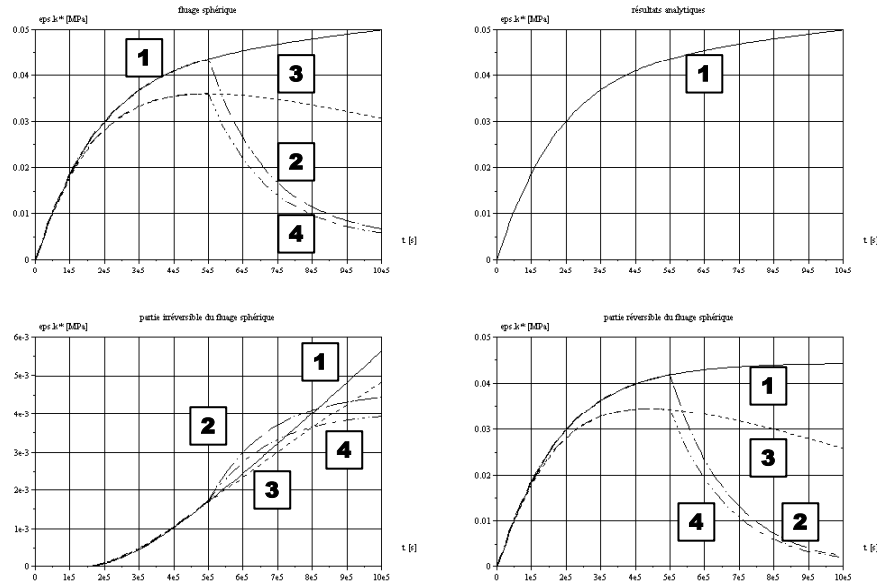 fluage sphérique
eps.k** [MPa]
0.05
0.04
0.03
0.02
0.01
0
0 1e5 2e5 3e5 4e5 5e5 6e5 7e5 8e5 9e5 10e5
t [s]
1
3
2
4
résultats analytiques
eps.k** [MPa]
0.05
0.04
0.03
0.02
0.01
0
0 1e5 2e5 3e5 4e5 5e5 6e5 7e5 8e5 9e5 10e5
t [s]
1
partie irréversible du fluage sphérique
eps.k** [MPa]
6e-3
5e-3
4e-3
3e-3
2e-3
1e-3
0
0 1e5 2e5 3e5 4e5 5e5 6e5 7e5 8e5 9e5 10e5
t [s]
1
2
4
3
partie réversible du fluage sphérique
eps.k** [MPa]
0.05
0.04
0.03
0.02
0.01
0
0 1e5 2e5 3e5 4e5 5e5 6e5 7e5 8e5 9e5 10e5
t [s]
1
3
4
2